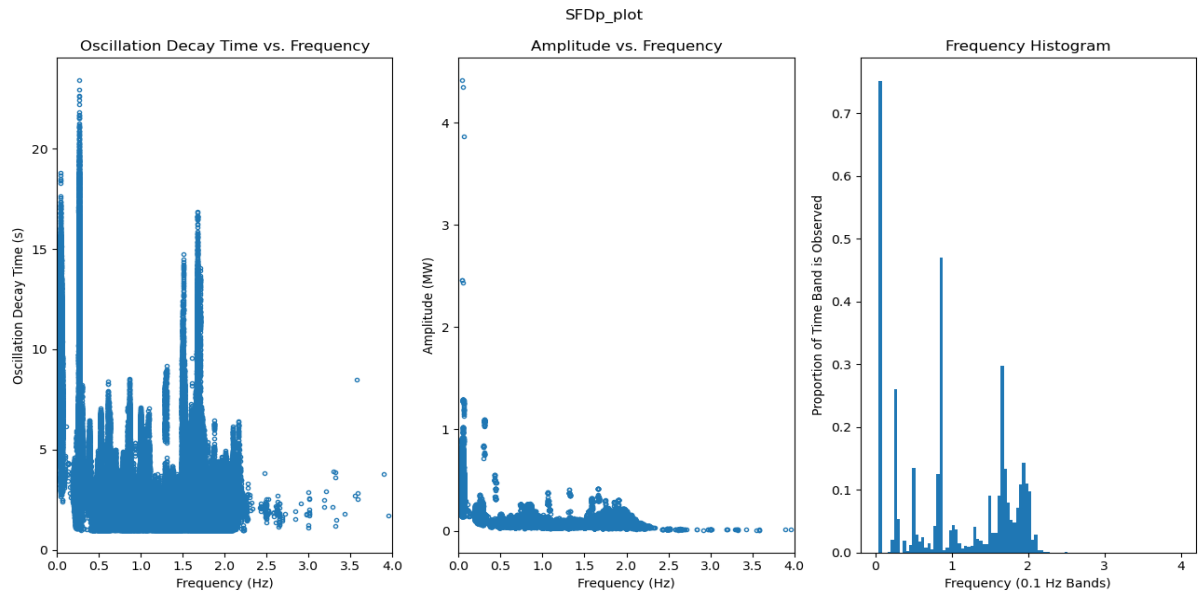 SFDp_plot
Oscillation Decay Time vs. Frequency
Amplitude vs. Frequency
Frequency Histogram
Oscillation Decay Time (s)
20
15
10
5
0
0.0 0.5 1.0 1.5 2.0 2.5 3.0 3.5 4.0
Frequency (Hz)
Amplitude (MW)
4
3
2
1
0
0.0 0.5 1.0 1.5 2.0 2.5 3.0 3.5 4.0
Frequency (Hz)
Proportion of Time Band is Observed
0.7
0.6
0.5
0.4
0.3
0.2
0.1
0.0
0 1 2 3 4
Frequency (0.1 Hz Bands)